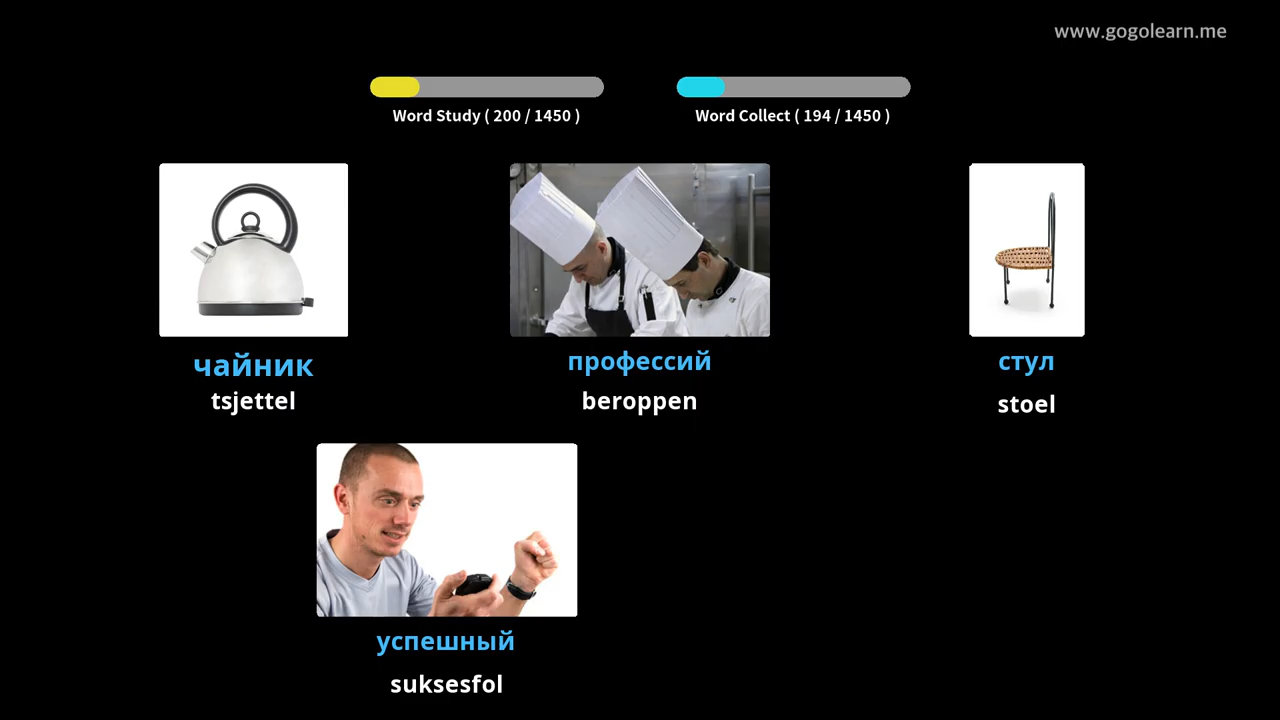 www.gogolearn.me
Word Study ( 200 / 1450 )
Word Collect ( 194 / 1450 )
чайник
tsjettel
профессий
beroppen
стул
stoel
успешный
suksesfol